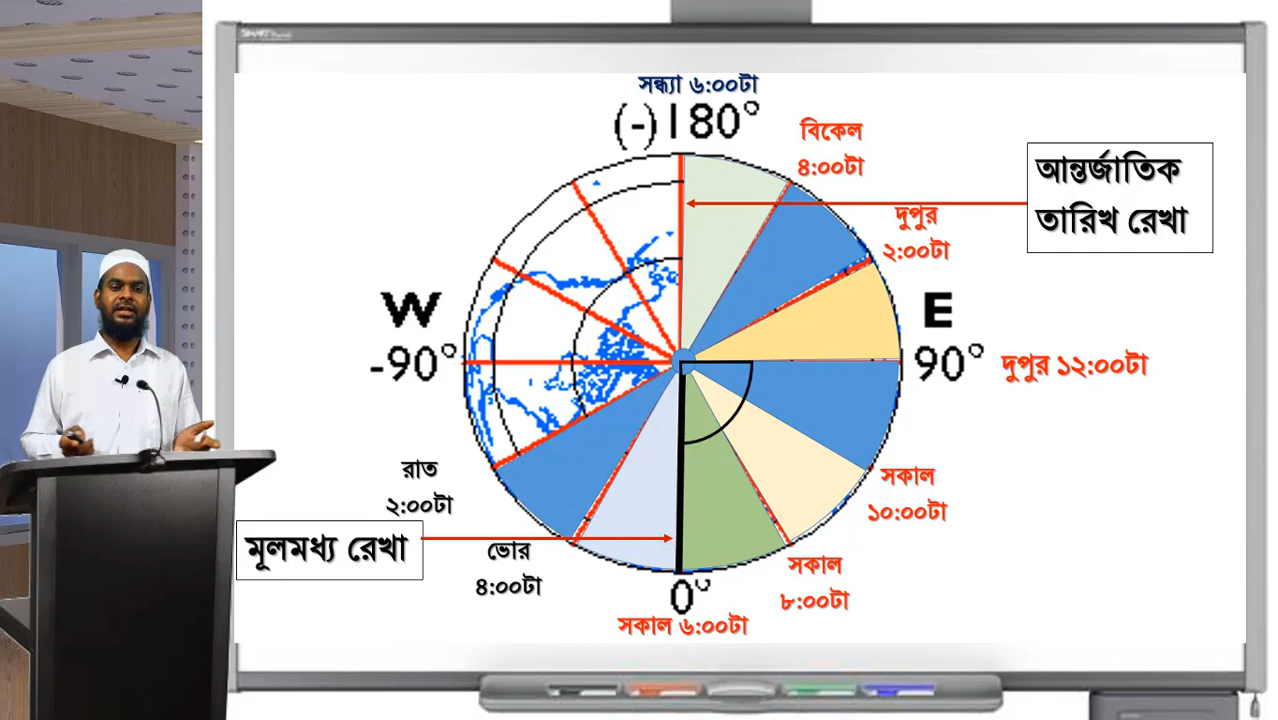 SMART
সন্ধ্যা ৬:০০টা
(-)180°
বিকেল
৪:০০টা
আন্তর্জাতিক
তারিখ রেখা
দুপুর
২:০০টা
W
-90°
E
90°
দুপুর ১২:০০টা
রাত
২:০০টা
সকাল
১০:০০টা
মূলমধ্য রেখা
ভোর
৪:০০টা
সকাল
৮:০০টা
0°
সকাল ৬:০০টা